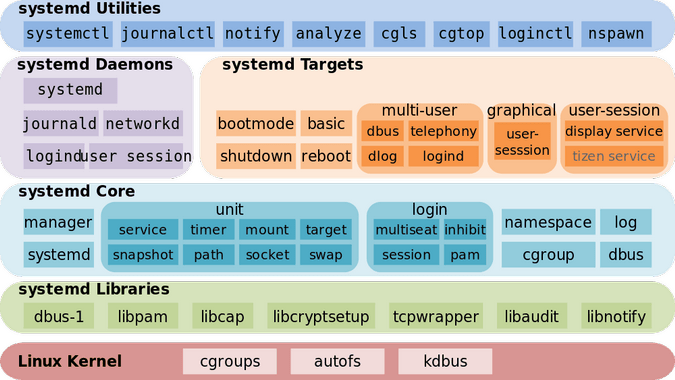 systemd Utilities
systemctl journalctl notify analyze cgls cgtop loginctl nspawn
systemd Daemons
systemd
journald networkd
logind user session
systemd Targets
bootmode basic
shutdown reboot
multi-user
dbus telephony
dlog logind
graphical
user-
sesssion
user-session
display service
tizen service
systemd Core
manager
systemd
unit
service timer mount target
snapshot path socket swap
login
multiseat inhibit
session pam
namespace log
cgroup dbus
systemd Libraries
dbus-1 libpam libcap libcryptsetup tcpwrapper libaudit libnotify
Linux Kernel cgroups autofs kdbus